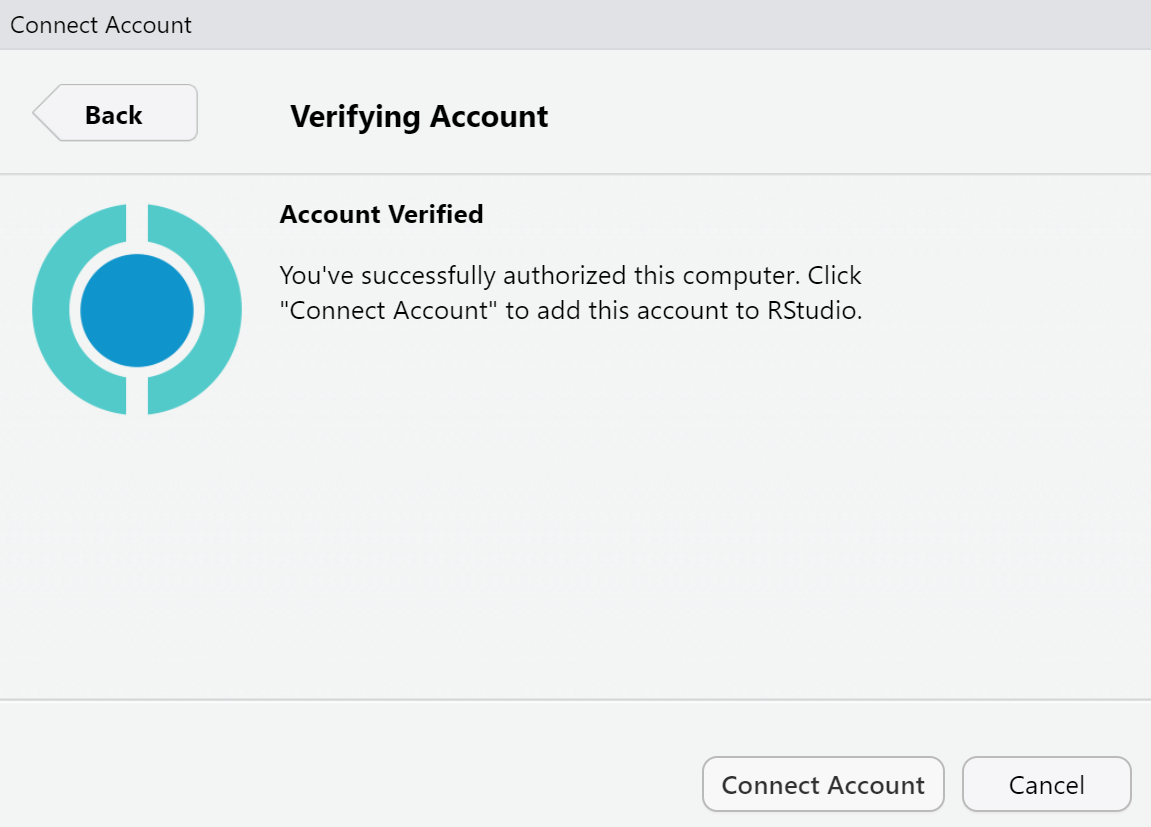 Connect Account
Back
Verifying Account
Account Verified
You've successfully authorized this computer. Click
"Connect Account" to add this account to RStudio.
Connect Account
Cancel